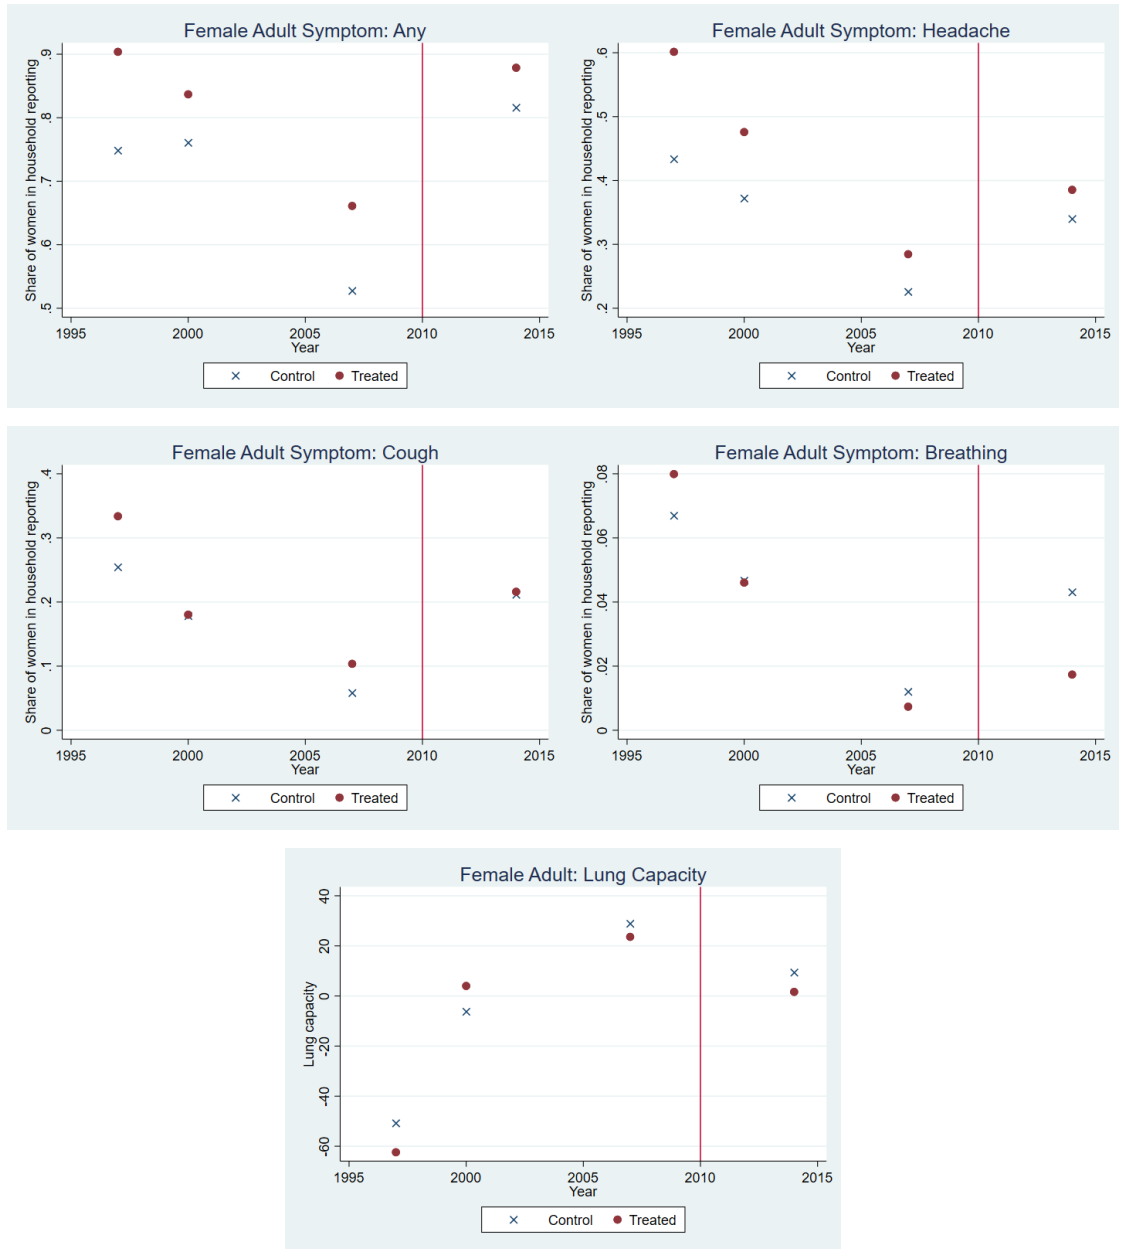 Female Adult Symptom: Any
Share of women in household reporting
.9
.8
.7
.6
.5
1995 2000 2005 2010 2015
Year
× Control ● Treated
Female Adult Symptom: Headache
Share of women in household reporting
.6
.5
.4
.3
.2
1995 2000 2005 2010 2015
Year
× Control ● Treated
Female Adult Symptom: Cough
Share of women in household reporting
.4
.3
.2
.1
0
1995 2000 2005 2010 2015
Year
× Control ● Treated
Female Adult Symptom: Breathing
Share of women in household reporting
.08
.06
.04
.02
0
1995 2000 2005 2010 2015
Year
× Control ● Treated
Female Adult: Lung Capacity
Lung capacity
40
20
0
-20
-40
-60
1995 2000 2005 2010 2015
Year
× Control ● Treated